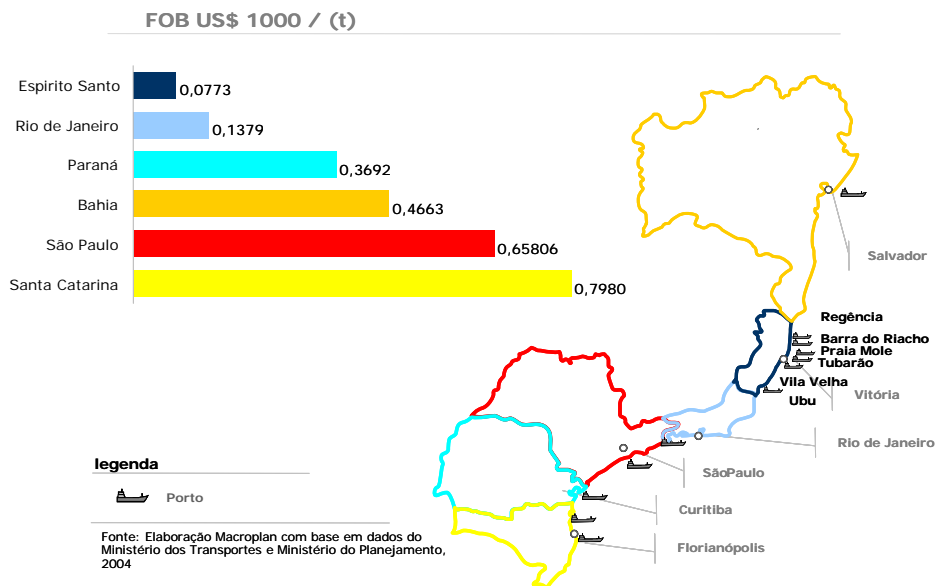 FOB US$ 1000 / (t)
Espirito Santo
0,0773
Rio de Janeiro
0,1379
Paraná
0,3692
Bahia
0,4663
São Paulo
0,65806
Santa Catarina
0,7980
Salvador
Regência
Barra do Riacho
Praia Mole
Tubarão
Vila Velha
Vitória
Ubu
Rio de Janeiro
SãoPaulo
Curitiba
Florianópolis
legenda
Porto
Fonte: Elaboração Macroplan com base em dados do
Ministério dos Transportes e Ministério do Planejamento,
2004